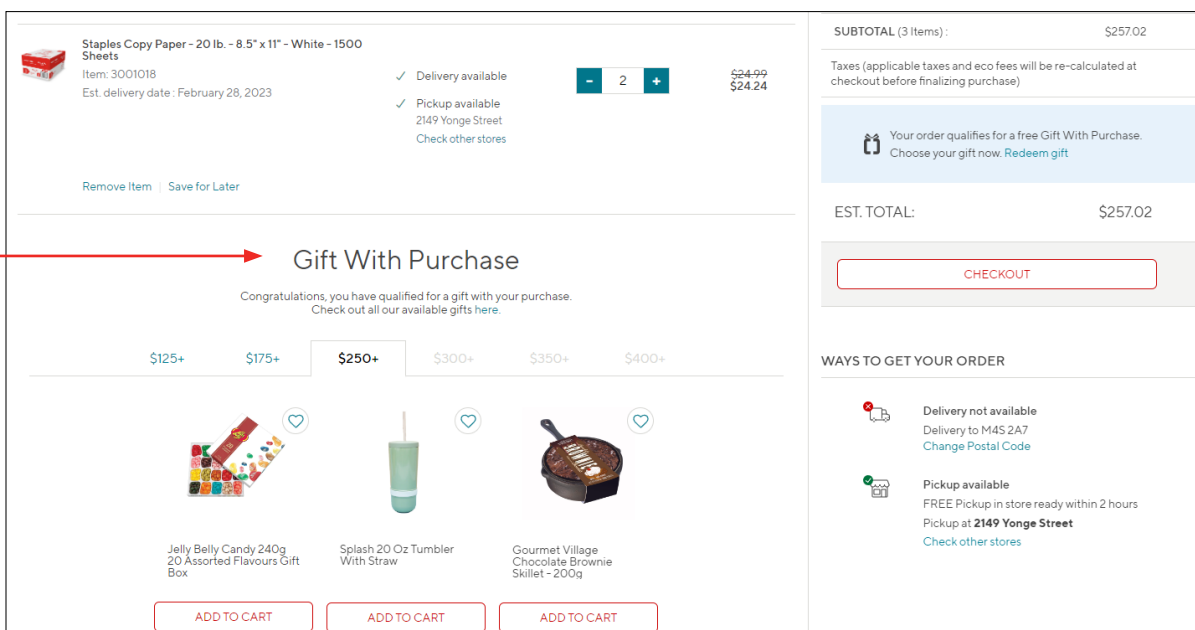 Staples Copy Paper - 20 lb. - 8.5" x 11" - White - 1500
Sheets
Item: 3001018
Est. delivery date : February 28, 2023
Delivery available
Pickup available
2149 Yonge Street
Check other stores
- 2 +
$24.99
$24.24
Remove Item | Save for Later
Gift With Purchase
Congratulations, you have qualified for a gift with your purchase.
Check out all our available gifts here.
$125+ $175+ $250+ $300+ $350+ $400+
Jelly Belly Candy 240g
20 Assorted Flavours Gift
Box
Splash 20 Oz Tumbler
With Straw
Gourmet Village
Chocolate Brownie
Skillet - 200g
ADD TO CART ADD TO CART ADD TO CART
SUBTOTAL (3 Items) : $257.02
Taxes (applicable taxes and eco fees will be re-calculated at
checkout before finalizing purchase)
Your order qualifies for a free Gift With Purchase.
Choose your gift now. Redeem gift
EST. TOTAL: $257.02
CHECKOUT
WAYS TO GET YOUR ORDER
Delivery not available
Delivery to M4S 2A7
Change Postal Code
Pickup available
FREE Pickup in store ready within 2 hours
Pickup at 2149 Yonge Street
Check other stores